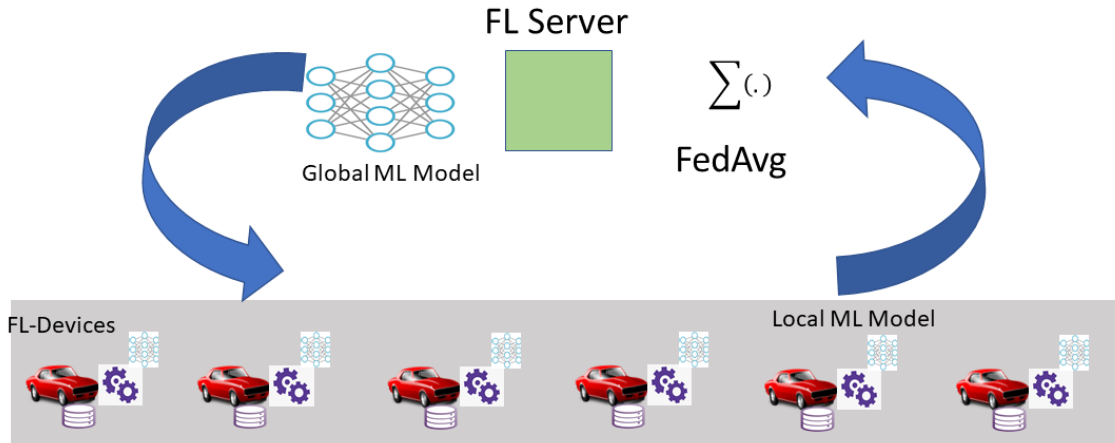 FL Server
∑(.)
Global ML Model
FedAvg
FL-Devices
Local ML Model